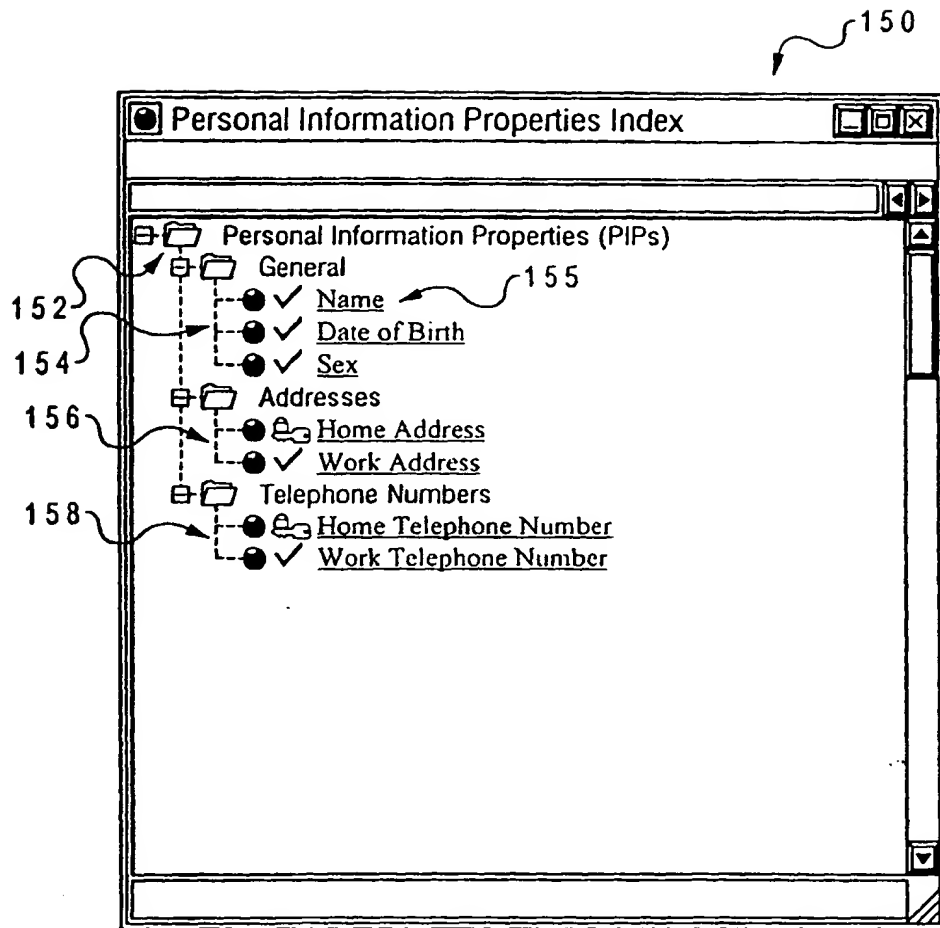 150
Personal Information Properties Index
Personal Information Properties (PIPs)
152
General
155
Name
154
Date of Birth
Sex
Addresses
156
Home Address
Work Address
Telephone Numbers
158
Home Telephone Number
Work Telephone Number